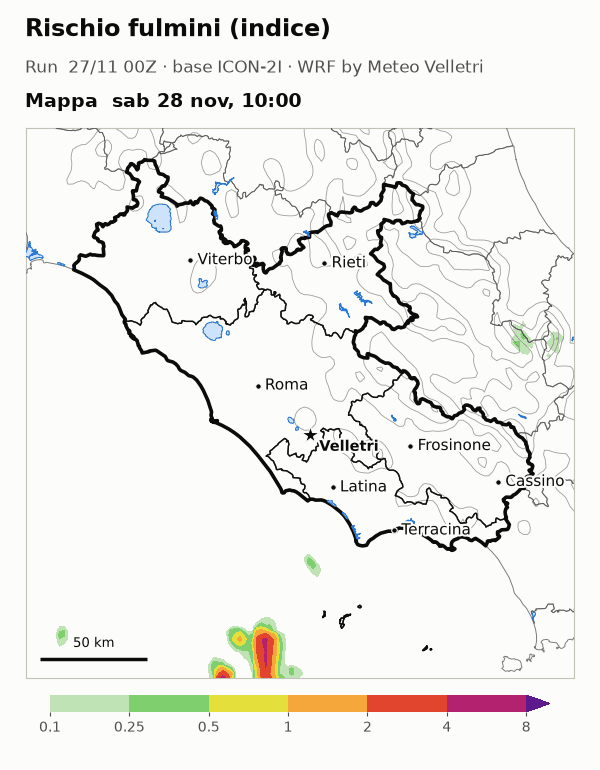 Rischio fulmini (indice)
Run  27/11 00Z · base ICON-2I · WRF by Meteo Velletri
Mappa  sab 28 nov, 10:00
Viterbo
Rieti
Roma
Velletri
Frosinone
Cassino
Latina
Terracina
50 km
0.1 0.25 0.5 1 2 4 8